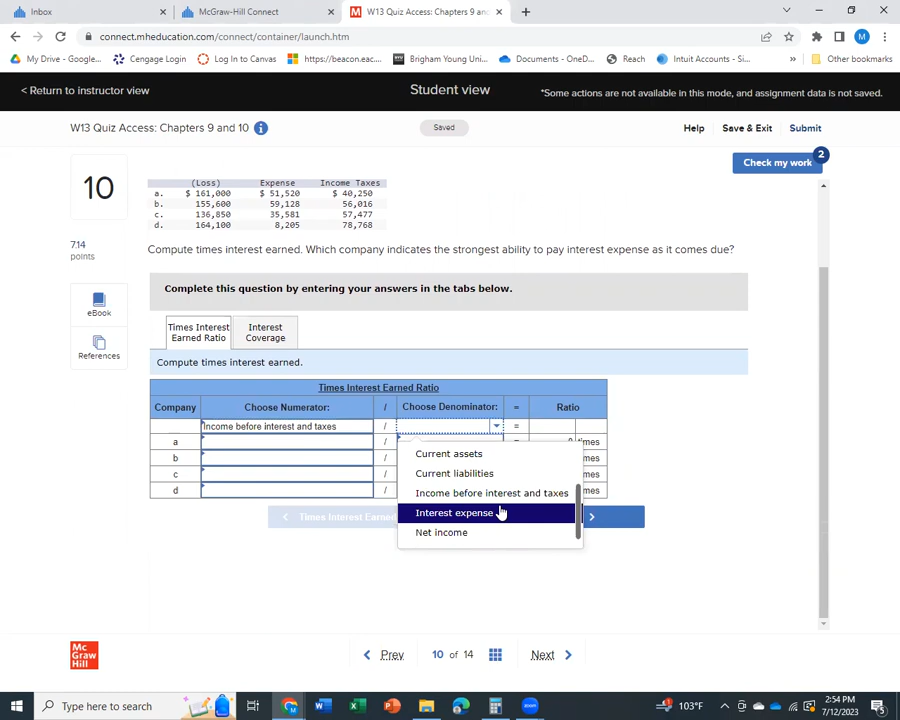 Inbox
McGraw-Hill Connect
W13 Quiz Access: Chapters 9 and
connect.mheducation.com/connect/container/launch.htm
My Drive - Google...
Cengage Login
Log In to Canvas
https://beacon.eac....
Brigham Young Uni...
Documents - OneD...
Reach
Intuit Accounts - Si...
Other bookmarks
< Return to instructor view
Student view
*Some actions are not available in this mode, and assignment data is not saved.
W13 Quiz Access: Chapters 9 and 10
Saved
Help
Save & Exit
Submit
Check my work
2
10
7.14
points
eBook
References
(Loss) Expense Income Taxes
a. $ 161,000 $ 51,520 $ 40,250
b. 155,600 59,128 56,016
c. 136,850 35,581 57,477
d. 164,100 8,205 78,768
Compute times interest earned. Which company indicates the strongest ability to pay interest expense as it comes due?
Complete this question by entering your answers in the tabs below.
Times Interest Earned Ratio
Interest Coverage
Compute times interest earned.
Times Interest Earned Ratio
Company Choose Numerator: / Choose Denominator: = Ratio
Income before interest and taxes / =
a / = 0 times
b /
c /
d /
Current assets
Current liabilities
Income before interest and taxes
Interest expense
Net income
< Times Interest Earned
>
Mc
Graw
Hill
< Prev
10 of 14
Next >
Type here to search
103°F
2:54 PM
7/12/2023
5